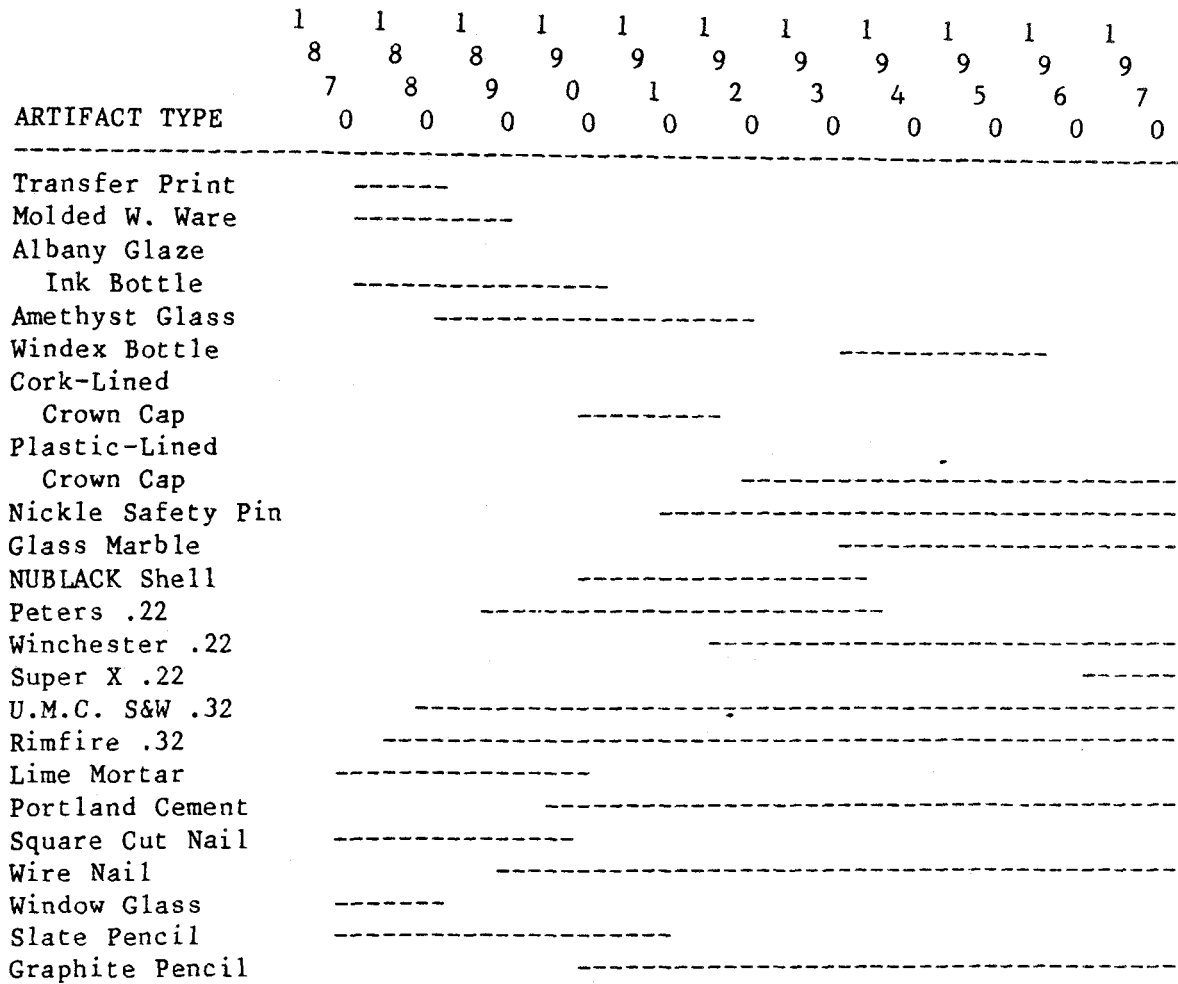 1 1 1 1 1 1 1 1 1 1 1
8 8 8 9 9 9 9 9 9 9 9
7 8 9 0 1 2 3 4 5 6 7
ARTIFACT TYPE 0 0 0 0 0 0 0 0 0 0 0
Transfer Print
Molded W. Ware
Albany Glaze
Ink Bottle
Amethyst Glass
Windex Bottle
Cork-Lined
Crown Cap
Plastic-Lined
Crown Cap
Nickle Safety Pin
Glass Marble
NUBLACK Shell
Peters .22
Winchester .22
Super X .22
U.M.C. S&W .32
Rimfire .32
Lime Mortar
Portland Cement
Square Cut Nail
Wire Nail
Window Glass
Slate Pencil
Graphite Pencil